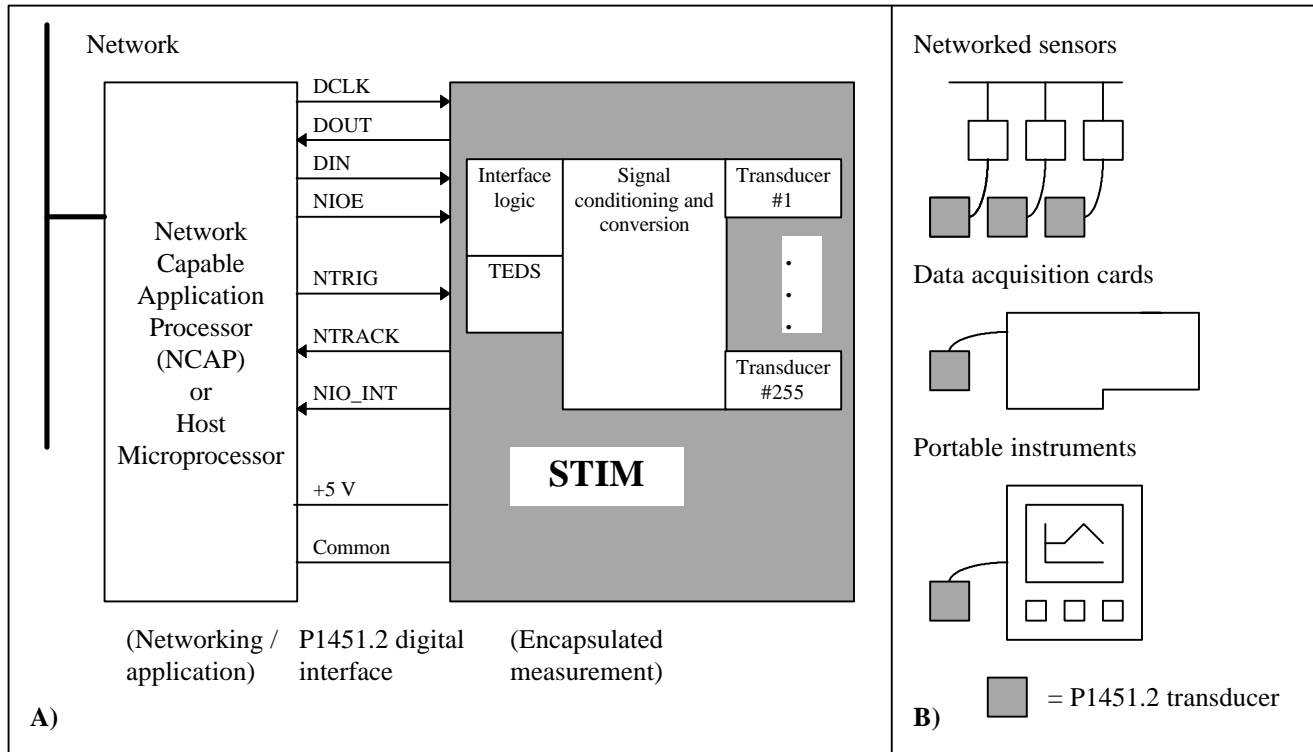 Network
DCLK
DOUT
DIN
NIOE
NTRIG
NTRACK
NIO_INT
+5 V
Common
Network
Capable
Application
Processor
(NCAP)
or
Host
Microprocessor
Interface
logic
TEDS
Signal
conditioning and
conversion
Transducer
#1
Transducer
#255
STIM
(Networking /
application)
P1451.2 digital
interface
(Encapsulated
measurement)
A)
Networked sensors
Data acquisition cards
Portable instruments
= P1451.2 transducer
B)